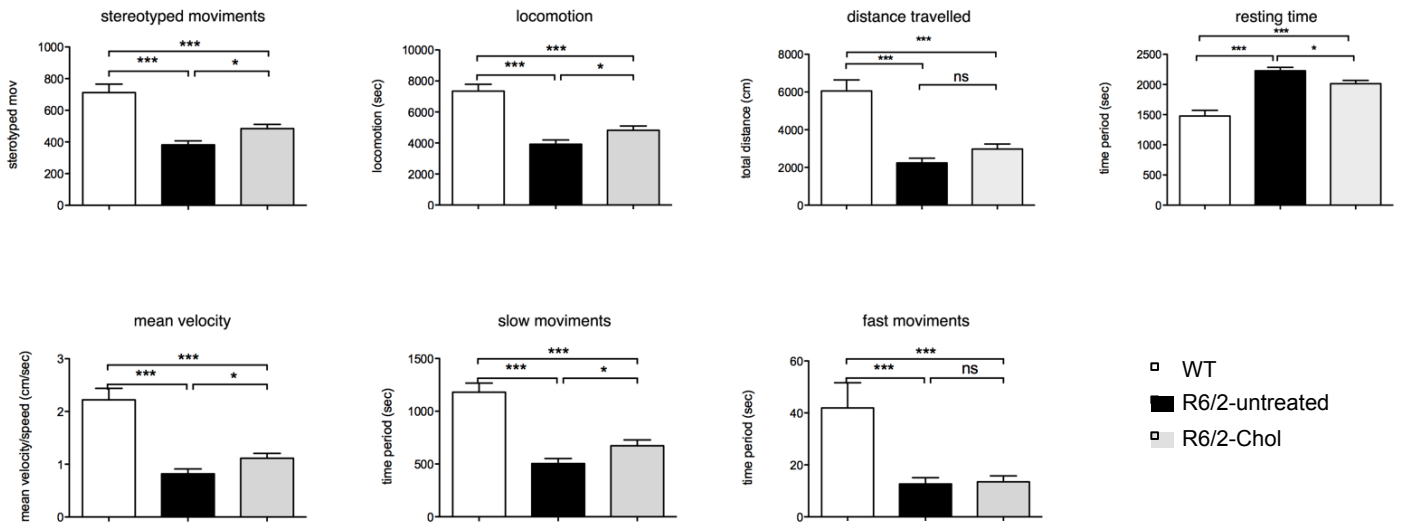 stereotyped moviments
sterotyped mov
1000
800
600
400
200
0
***
***
*
locomotion
locomotion (sec)
10000
8000
6000
4000
2000
0
***
***
*
distance travelled
total distance (cm)
8000
6000
4000
2000
0
***
***
ns
resting time
time period (sec)
2500
2000
1500
1000
500
0
***
***
*
mean velocity
mean velocity/speed (cm/sec)
3
2
1
0
***
***
*
slow moviments
time period (sec)
1500
1000
500
0
***
***
*
fast moviments
time period (sec)
60
40
20
0
***
***
ns
WT
R6/2-untreated
R6/2-Chol